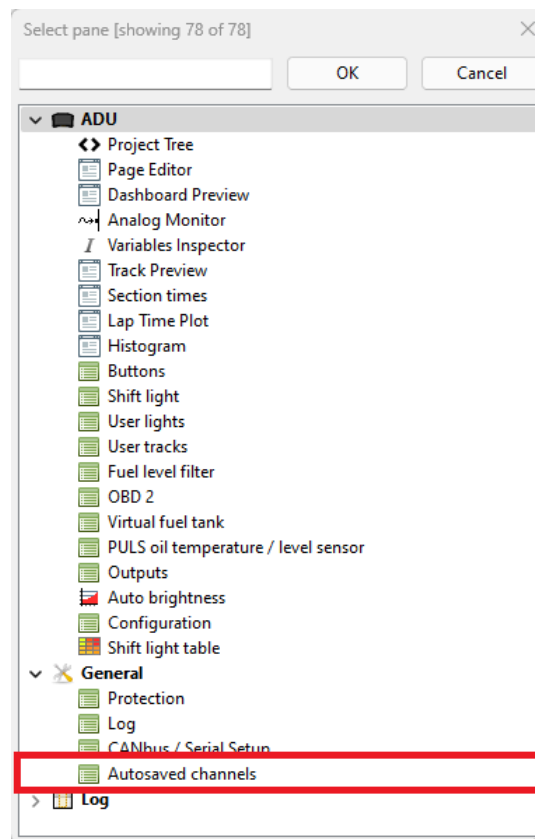 Select pane [showing 78 of 78]
OK
Cancel
ADU
Project Tree
Page Editor
Dashboard Preview
Analog Monitor
Variables Inspector
Track Preview
Section times
Lap Time Plot
Histogram
Buttons
Shift light
User lights
User tracks
Fuel level filter
OBD 2
Virtual fuel tank
PULS oil temperature / level sensor
Outputs
Auto brightness
Configuration
Shift light table
General
Protection
Log
CANbus / Serial Setup
Autosaved channels
Log